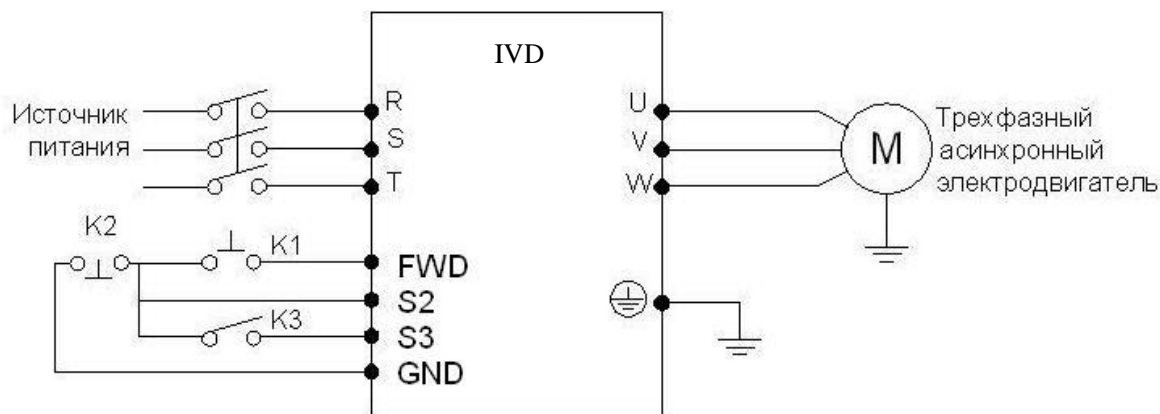 IVD
Источник
питания
R
S
T
U
V
W
M
Трехфазный
асинхронный
электродвигатель
K2
K1
FWD
S2
K3
S3
GND